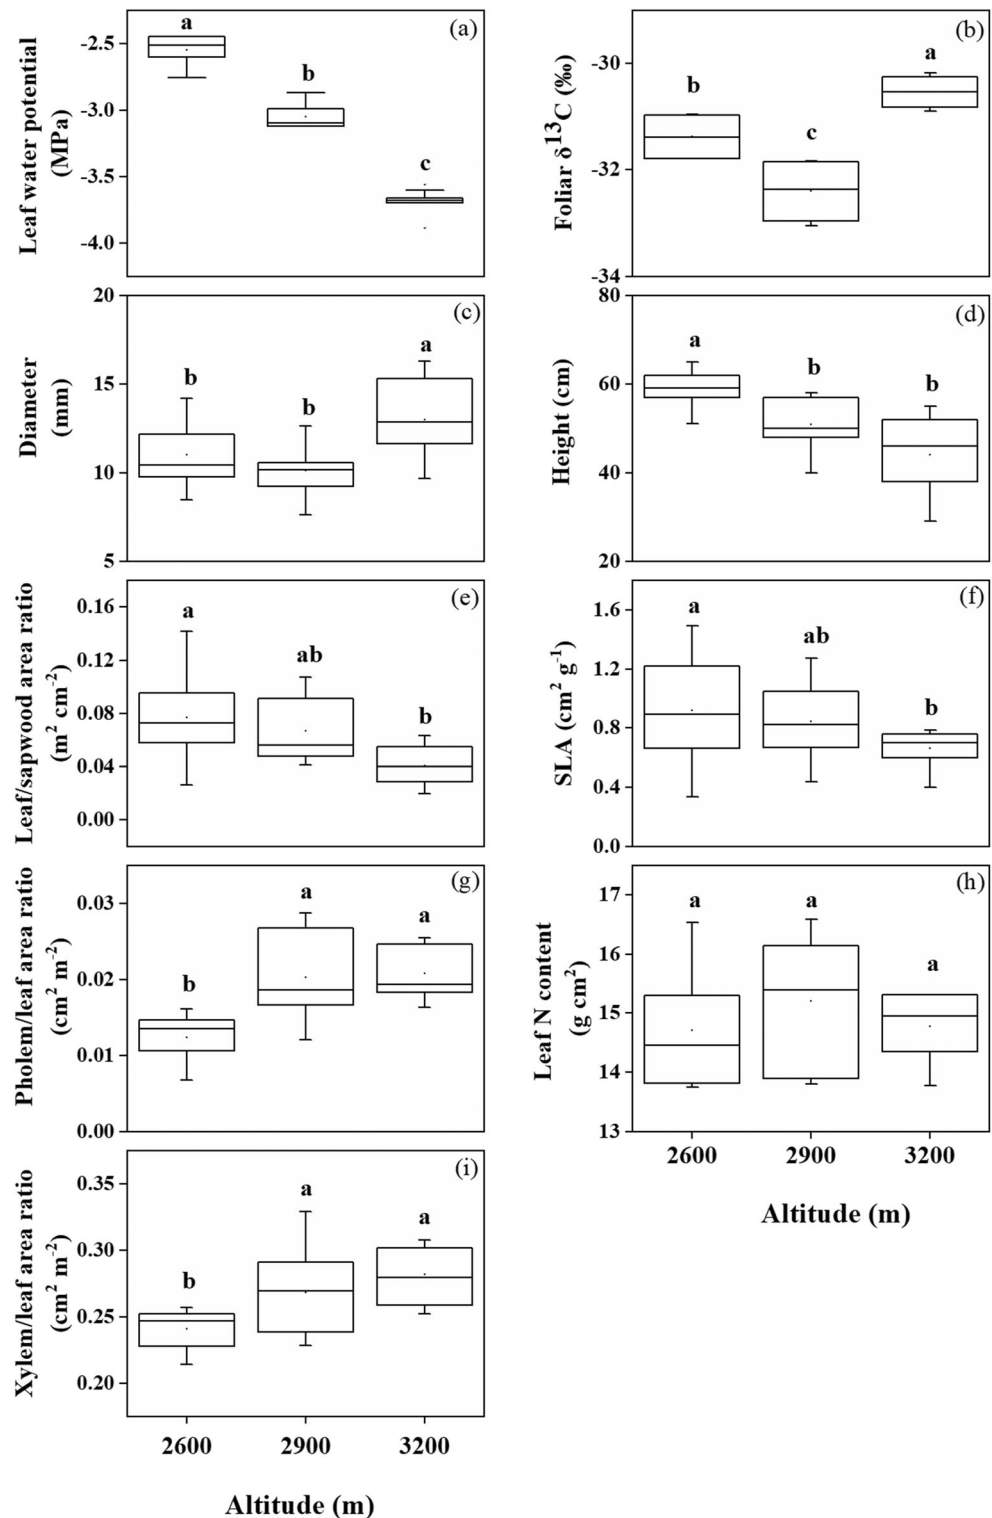 (a)
Leaf water potential
(MPa)
-2.5
-3.0
-3.5
-4.0
a
b
c
(b)
Foliar δ¹³C (‰)
-30
-32
-34
b
c
a
(c)
Diameter
(mm)
20
15
10
5
b
b
a
(d)
Height (cm)
80
60
40
20
a
b
b
(e)
Leaf/sapwood area ratio
(m² cm⁻²)
0.16
0.12
0.08
0.04
0.00
a
ab
b
(f)
SLA (cm² g⁻¹)
1.6
1.2
0.8
0.4
0.0
a
ab
b
(g)
Pholem/leaf area ratio
(cm² m⁻²)
0.03
0.02
0.01
0.00
b
a
a
(h)
Leaf N content
(g cm²)
17
16
15
14
13
a
a
a
2600 2900 3200
Altitude (m)
(i)
Xylem/leaf area ratio
(cm² m⁻²)
0.35
0.30
0.25
0.20
b
a
a
2600 2900 3200
Altitude (m)